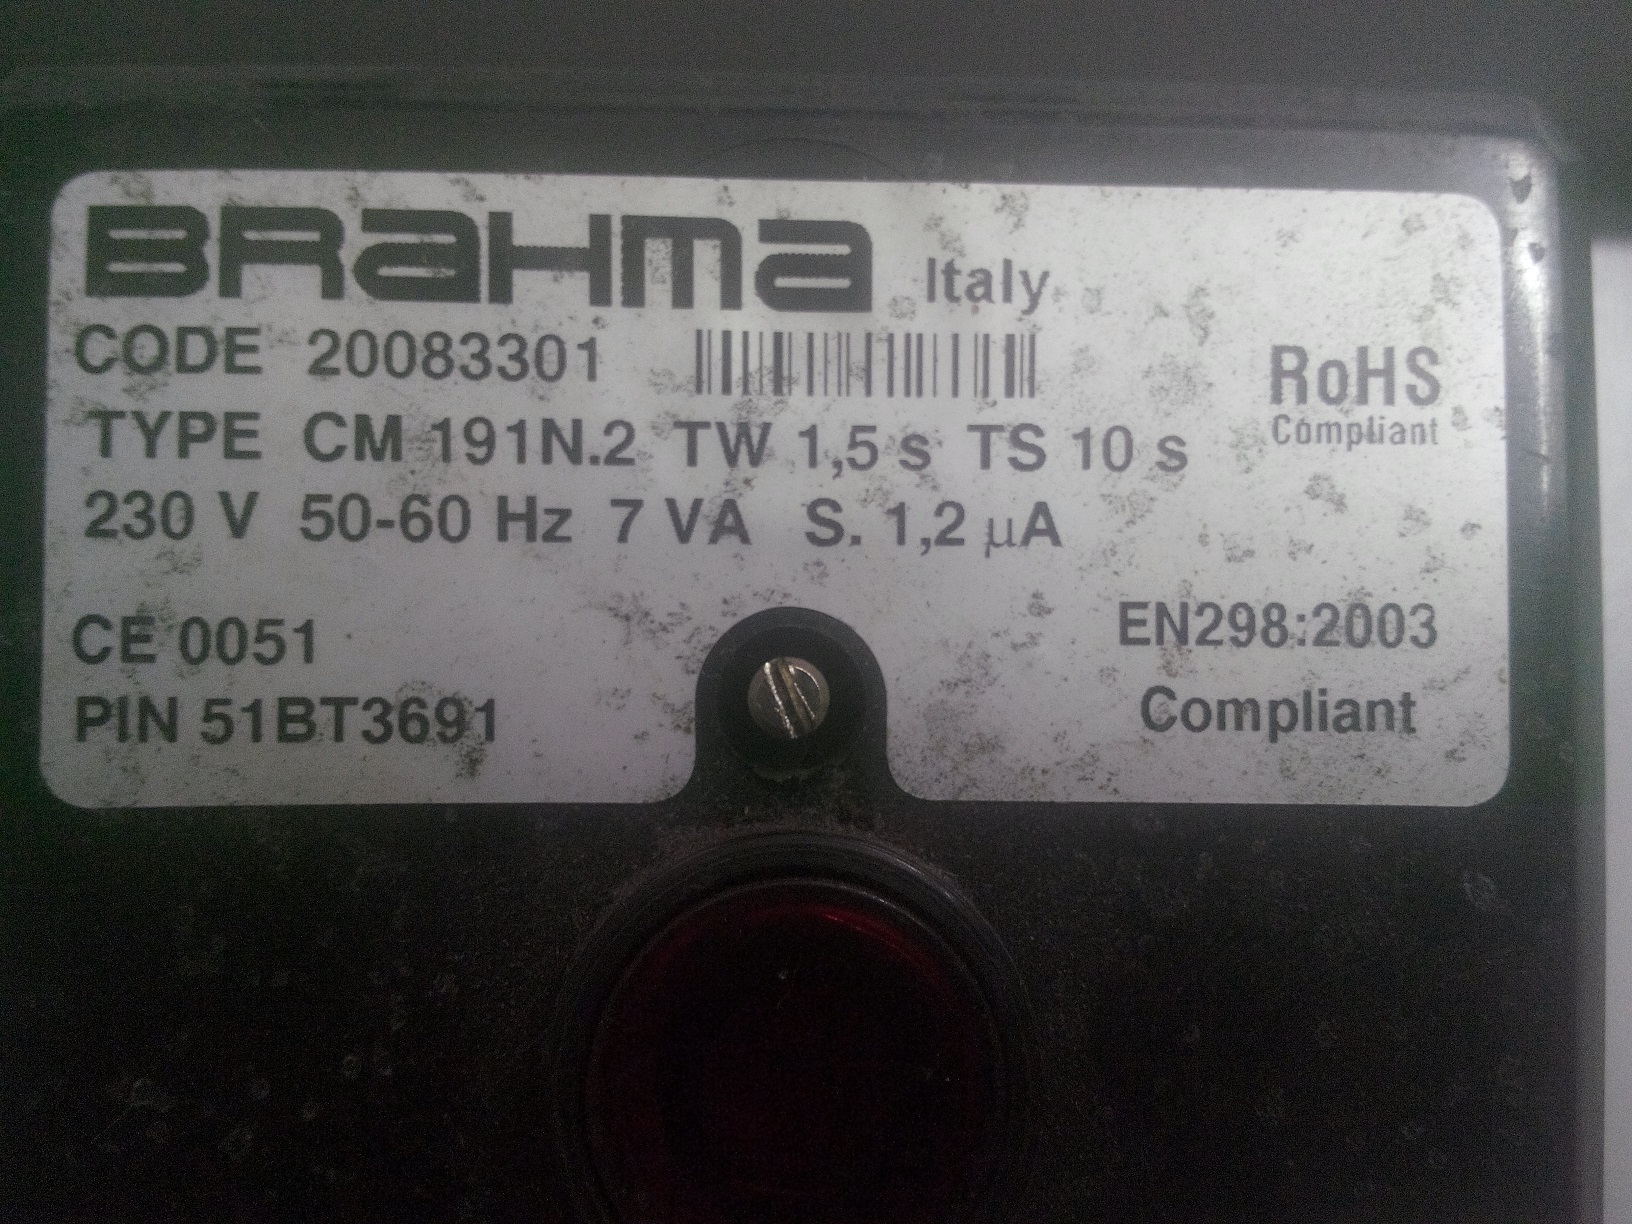 BRAHMA Italy
CODE 20083301
RoHS
Compliant
TYPE CM 191N.2 TW 1,5 s TS 10 s
230 V 50-60 Hz 7 VA S. 1,2 µA
CE 0051
EN298:2003
PIN 51BT3691
Compliant